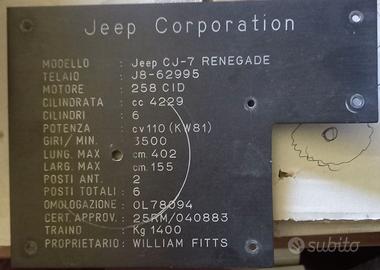 Jeep Corporation
MODELLO : Jeep CJ-7 RENEGADE
TELAIO : J8-62995
MOTORE : 258 CID
CILINDRATA : cc 4229
CILINDRI : 6
POTENZA : cv110 (KW81)
GIRI/MIN. : 3500
LUNG. MAX : cm. 402
LARG. MAX : cm. 155
POSTI ANT. : 2
POSTI TOTALI : 6
OMOLOGAZIONE : OL78094
CERT. APPROV. : 25RM/040883
TRAINO : Kg 1400
PROPRIETARIO : WILLIAM FITTS
subito